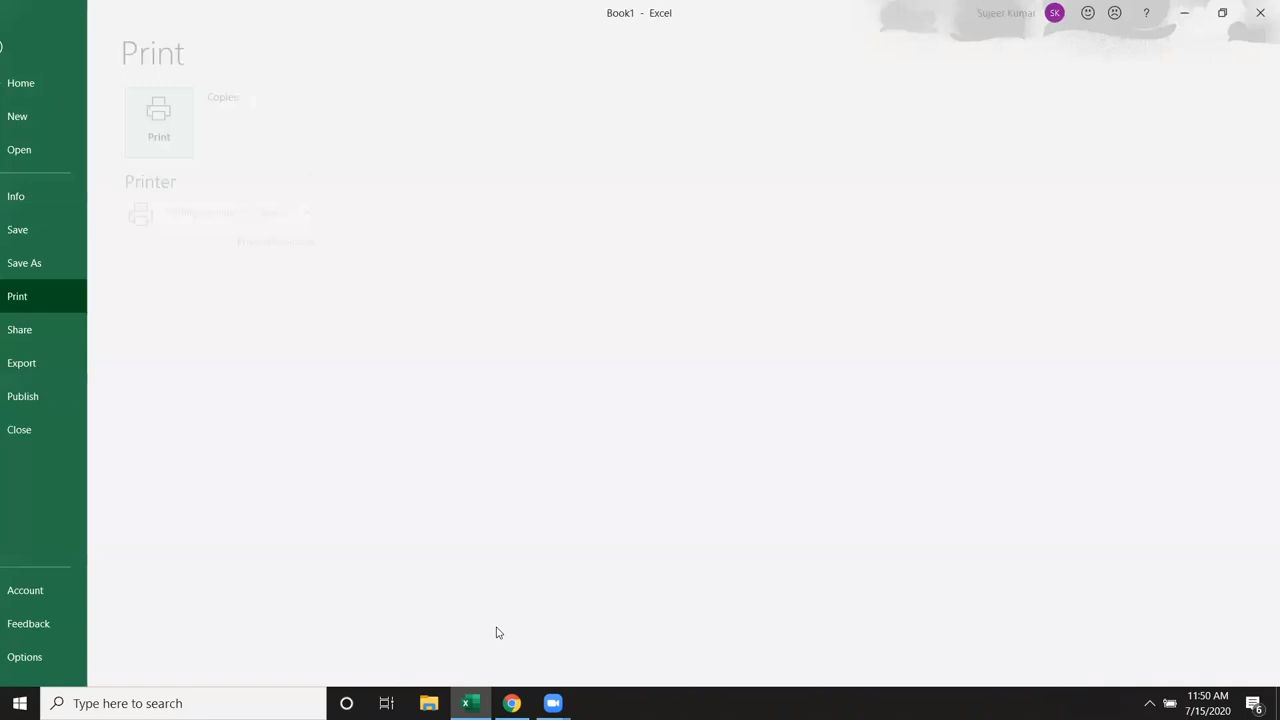 Book1 - Excel
Sujeet Kumar
SK
?
Home
New
Open
Info
Save
Save As
Print
Share
Export
Publish
Close
Account
Feedback
Options
Print
Print
Copies:
Printer
Type here to search
11:50 AM
7/15/2020
6